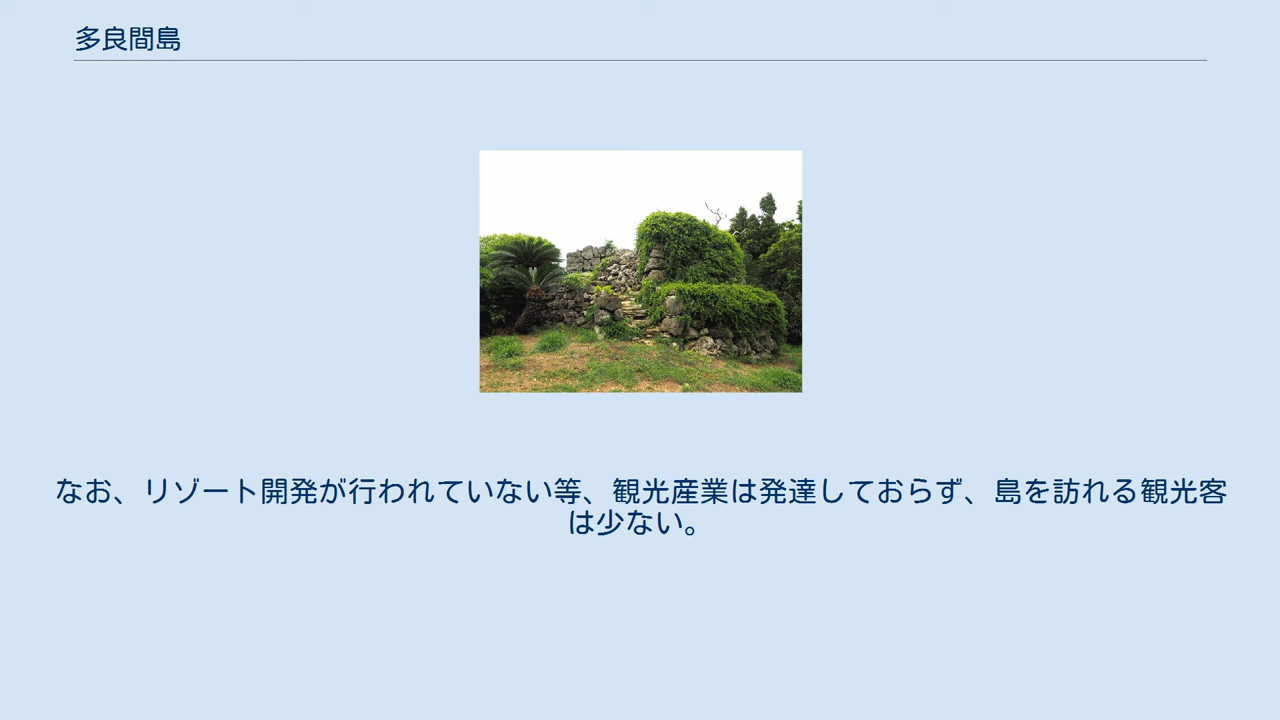 多良間島
なお、リゾート開発が行われていない等、観光産業は発達しておらず、島を訪れる観光客
は少ない。